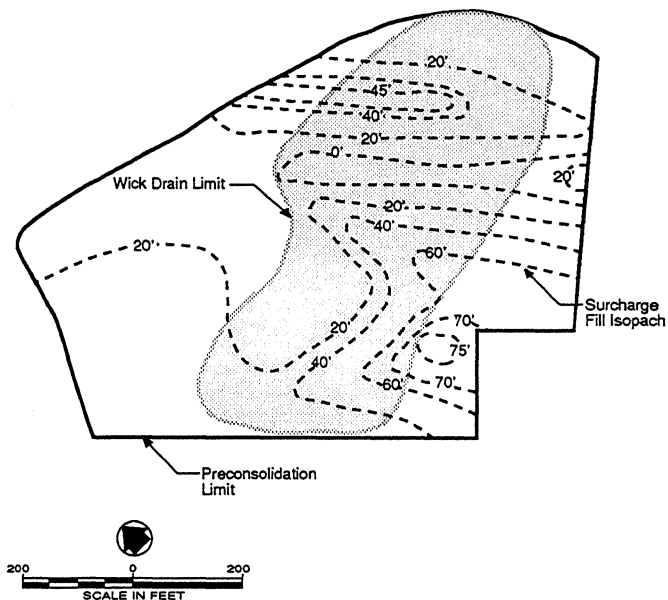 20'
45'
40'
20'
0'
20'
Wick Drain Limit
20'
40'
20'
60'
Surcharge
Fill Isopach
70'
20'
75'
40'
60'
70'
Preconsolidation
Limit
200 0 200
SCALE IN FEET